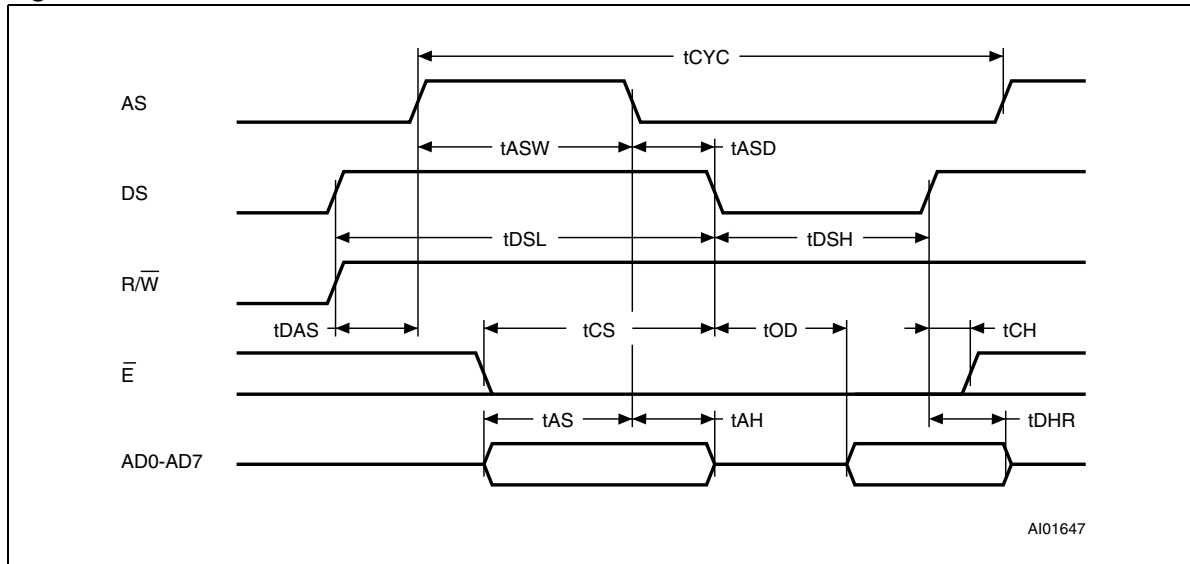 tCYC
AS
tASW
tASD
DS
tDSL
tDSH
R/W̅
tDAS
tCS
tOD
tCH
E̅
tAS
tAH
tDHR
AD0-AD7
AI01647